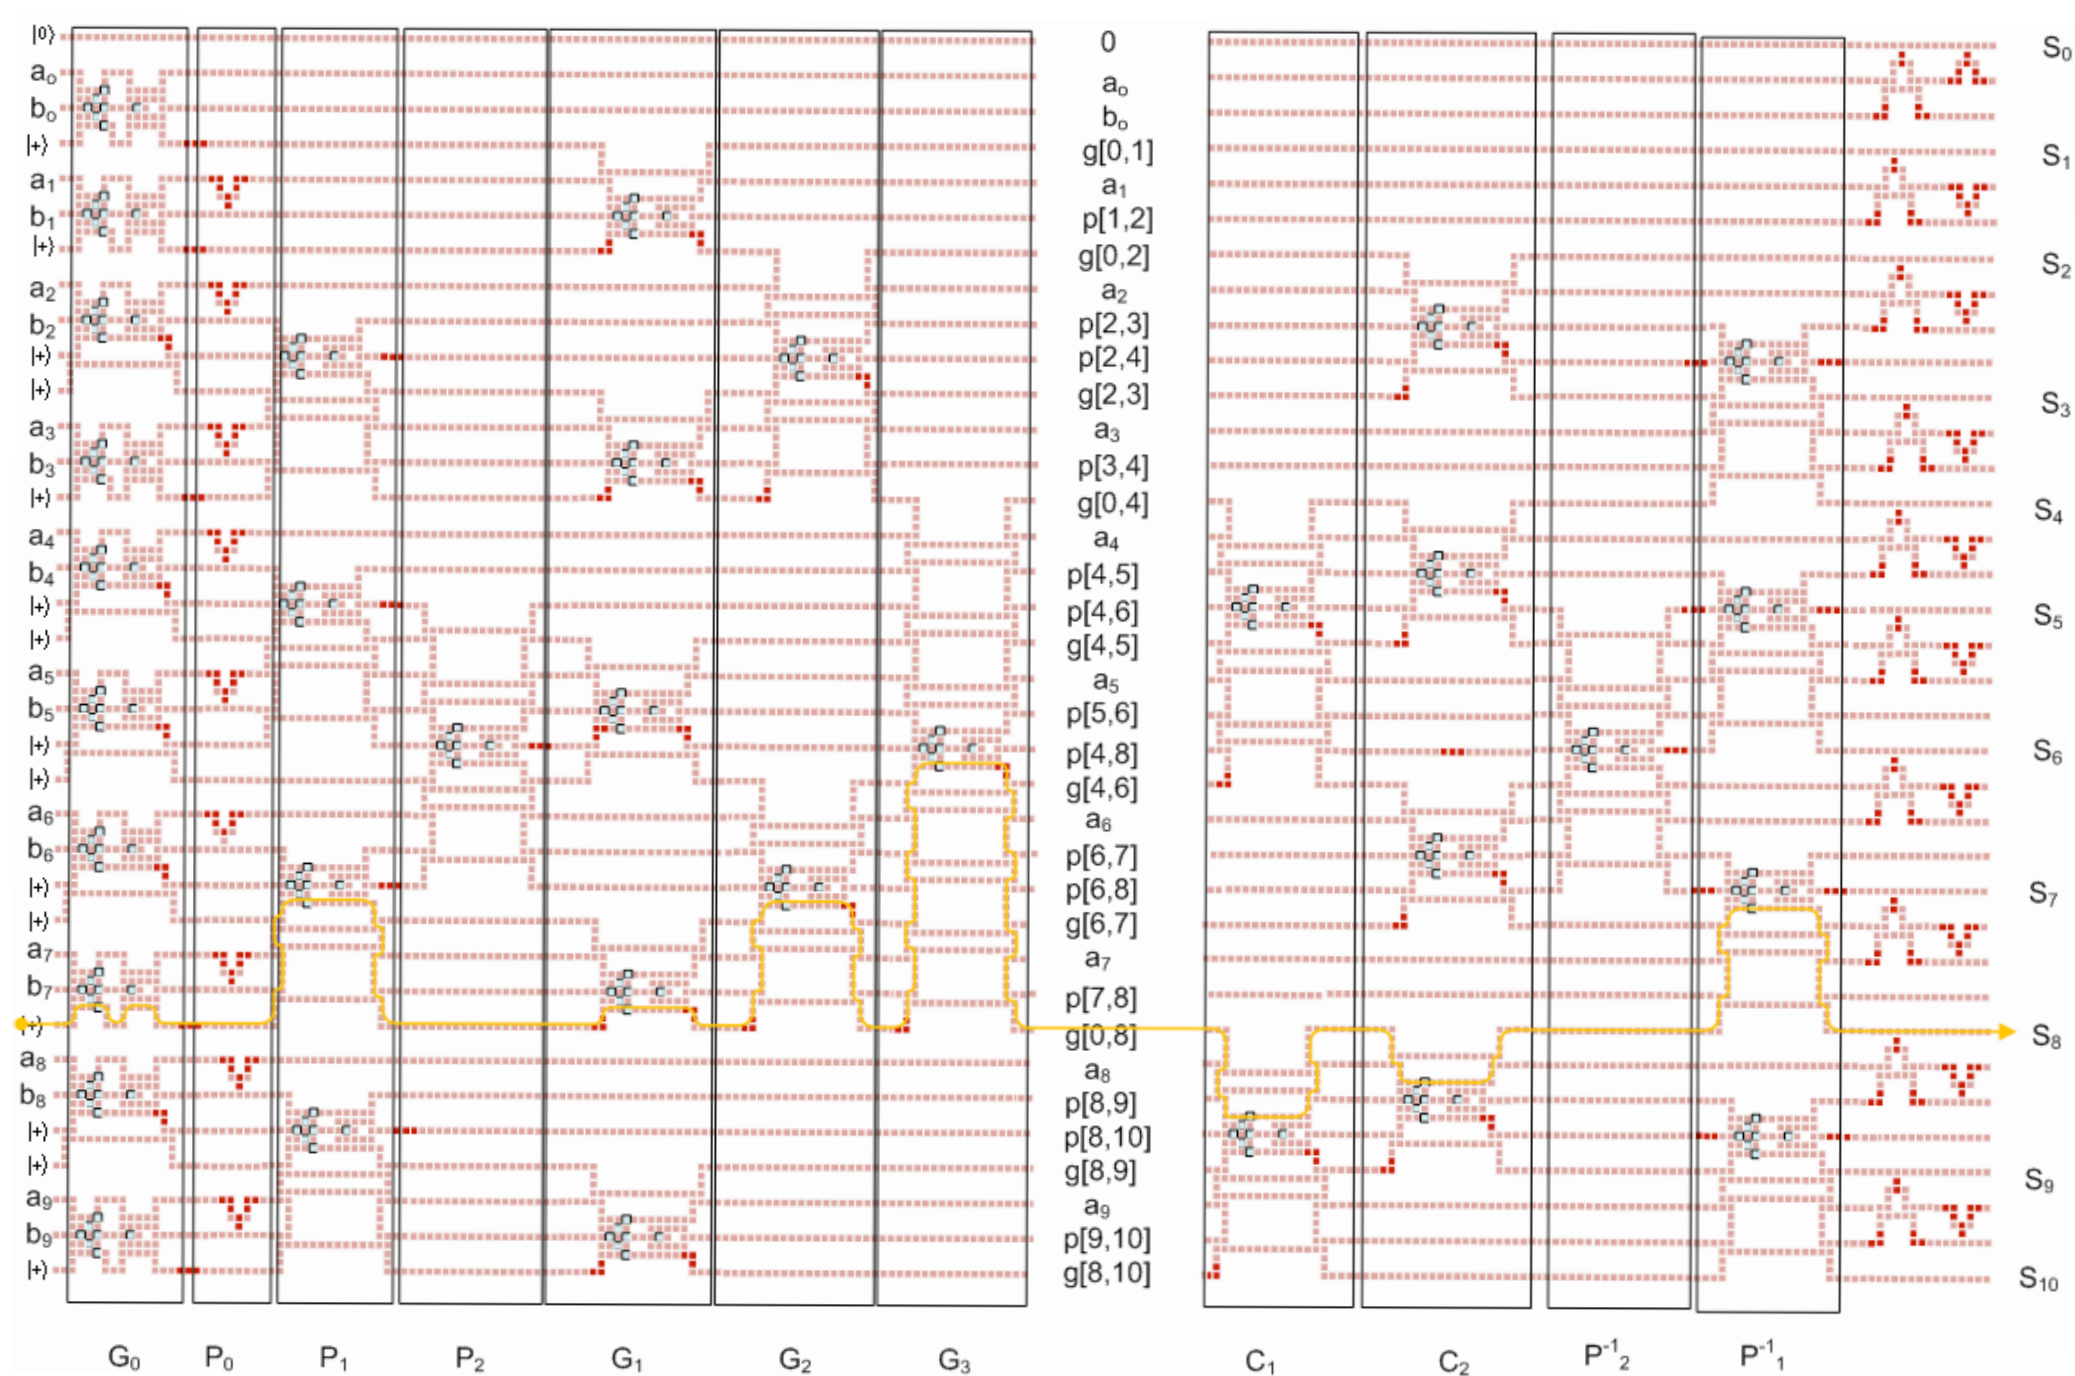 |0⟩ 0 S₀
aₒ aₒ
bₒ bₒ
|+⟩ g[0,1] S₁
a₁ a₁
b₁ p[1,2]
|+⟩ g[0,2] S₂
a₂ a₂
b₂ p[2,3]
|+⟩ p[2,4]
|+⟩ g[2,3] S₃
a₃ a₃
b₃ p[3,4]
|+⟩ g[0,4] S₄
a₄ a₄
b₄ p[4,5]
|+⟩ p[4,6] S₅
|+⟩ g[4,5]
a₅ a₅
b₅ p[5,6]
|+⟩ p[4,8] S₆
|+⟩ g[4,6]
a₆ a₆
b₆ p[6,7]
|+⟩ p[6,8] S₇
|+⟩ g[6,7]
a₇ a₇
b₇ p[7,8]
|+⟩ g[0,8] S₈
a₈ a₈
b₈ p[8,9]
|+⟩ p[8,10]
|+⟩ g[8,9] S₉
a₉ a₉
b₉ p[9,10]
|+⟩ g[8,10] S₁₀
G₀ P₀ P₁ P₂ G₁ G₂ G₃ C₁ C₂ P⁻¹₂ P⁻¹₁